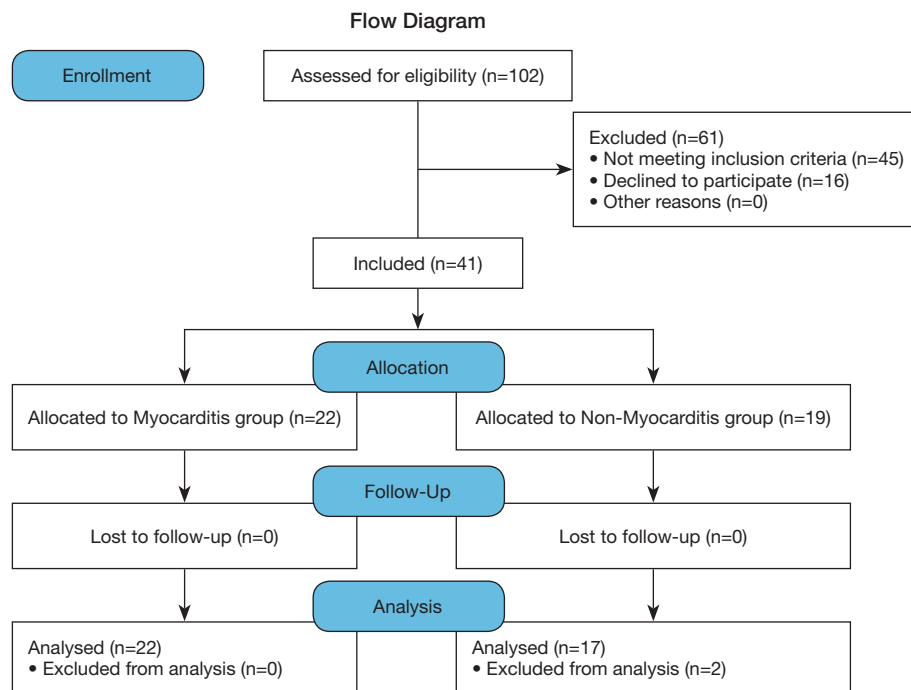 Flow Diagram
Enrollment
Assessed for eligibility (n=102)
Excluded (n=61)
• Not meeting inclusion criteria (n=45)
• Declined to participate (n=16)
• Other reasons (n=0)
Included (n=41)
Allocation
Allocated to Myocarditis group (n=22)
Allocated to Non-Myocarditis group (n=19)
Follow-Up
Lost to follow-up (n=0)
Lost to follow-up (n=0)
Analysis
Analysed (n=22)
• Excluded from analysis (n=0)
Analysed (n=17)
• Excluded from analysis (n=2)